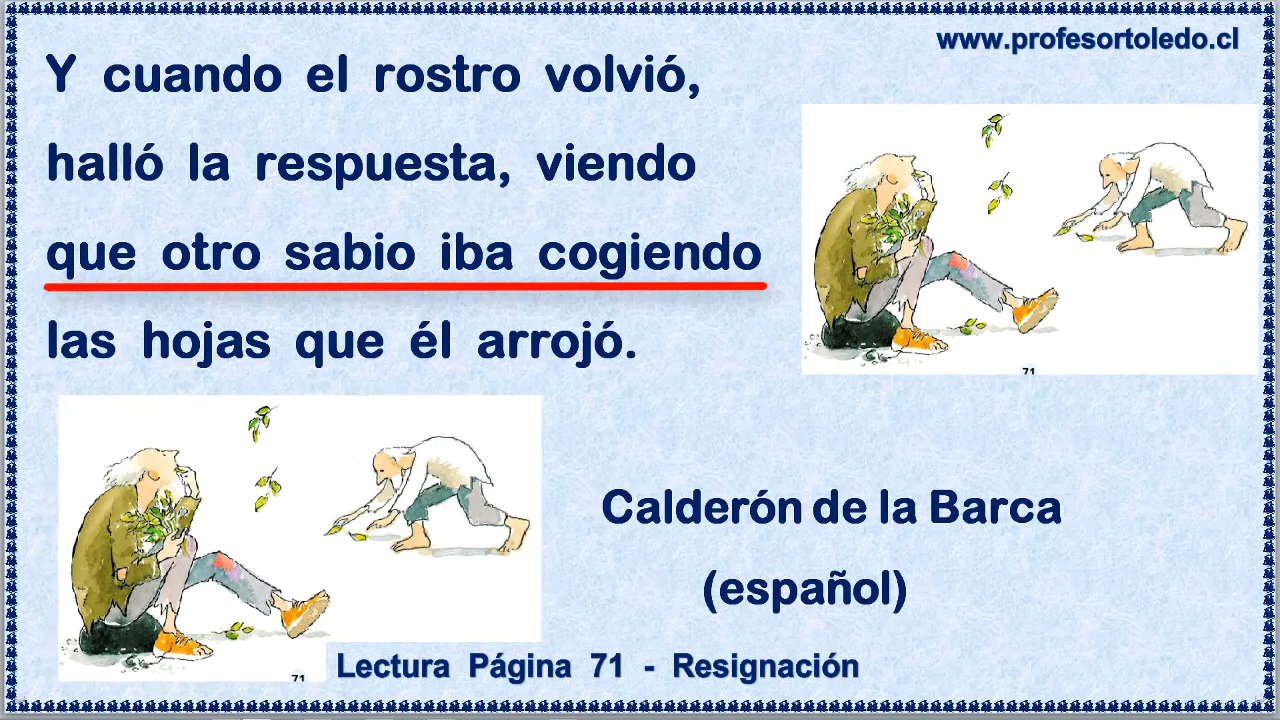 www.profesortoledo.cl
Y cuando el rostro volvió,
halló la respuesta, viendo
que otro sabio iba cogiendo
las hojas que él arrojó.
71
Calderón de la Barca
(español)
71
Lectura Página 71 - Resignación